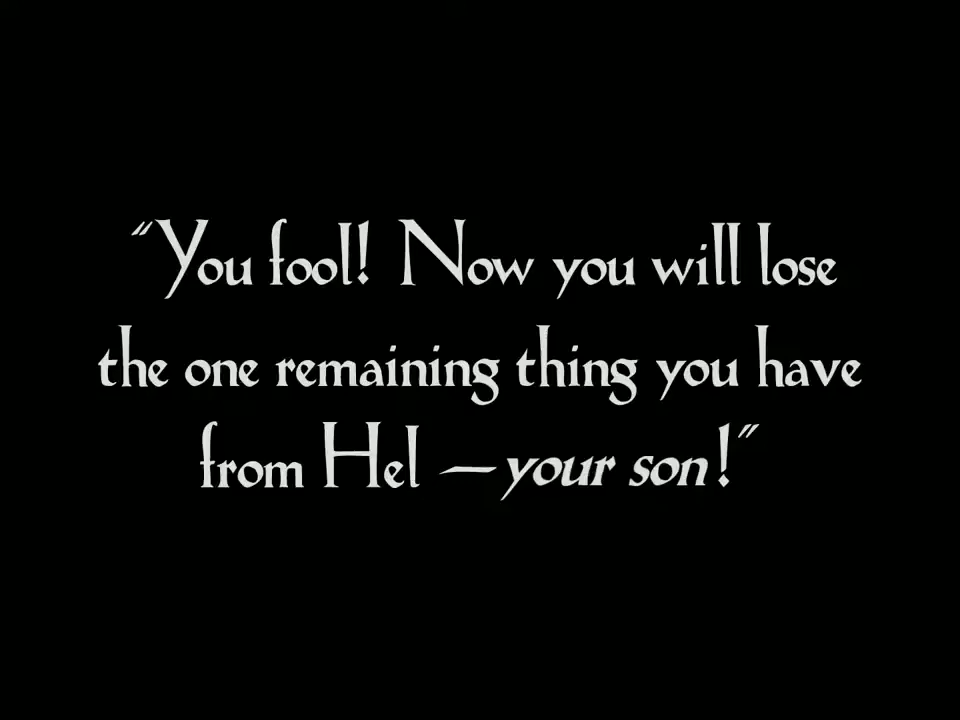 “You fool! Now you will lose
the one remaining thing you have
from Hel — your son!”